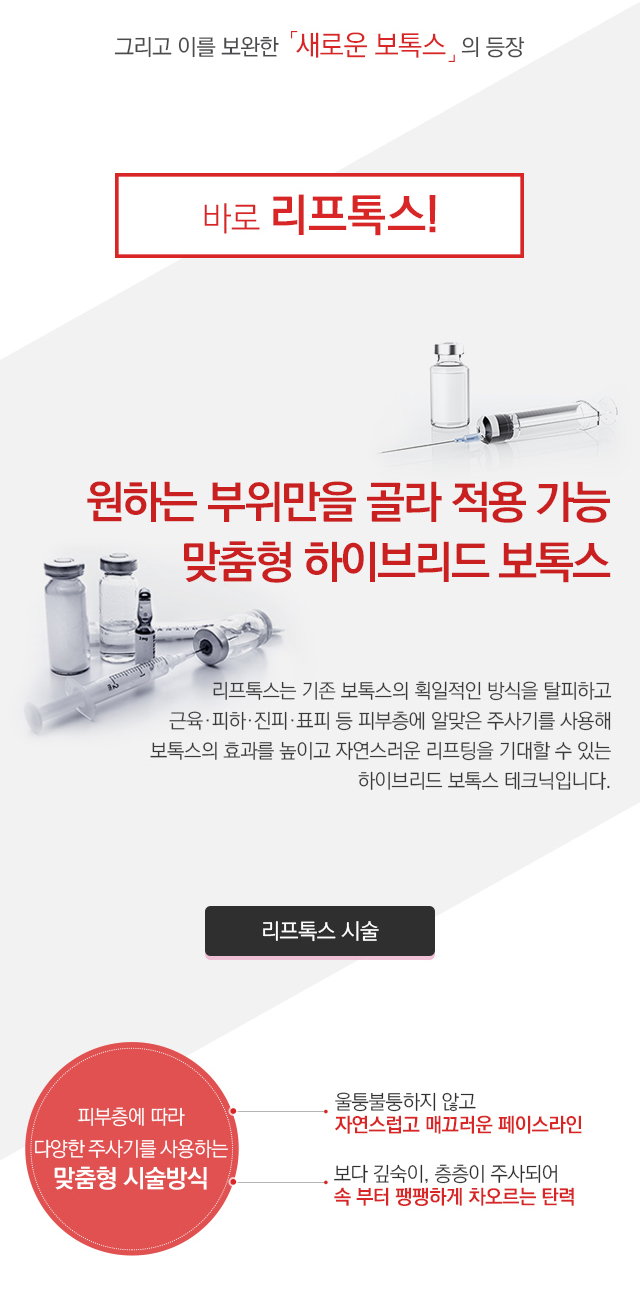 그리고 이를 보완한 「새로운 보톡스」의 등장
바로 리프톡스!
원하는 부위만을 골라 적용 가능
맞춤형 하이브리드 보톡스
리프톡스는 기존 보톡스의 획일적인 방식을 탈피하고
근육·피하·진피·표피 등 피부층에 알맞은 주사기를 사용해
보톡스의 효과를 높이고 자연스러운 리프팅을 기대할 수 있는
하이브리드 보톡스 테크닉입니다.
리프톡스 시술
피부층에 따라
다양한 주사기를 사용하는
맞춤형 시술방식
울퉁불퉁하지 않고
자연스럽고 매끄러운 페이스라인
보다 깊숙이, 층층이 주사되어
속 부터 팽팽하게 차오르는 탄력